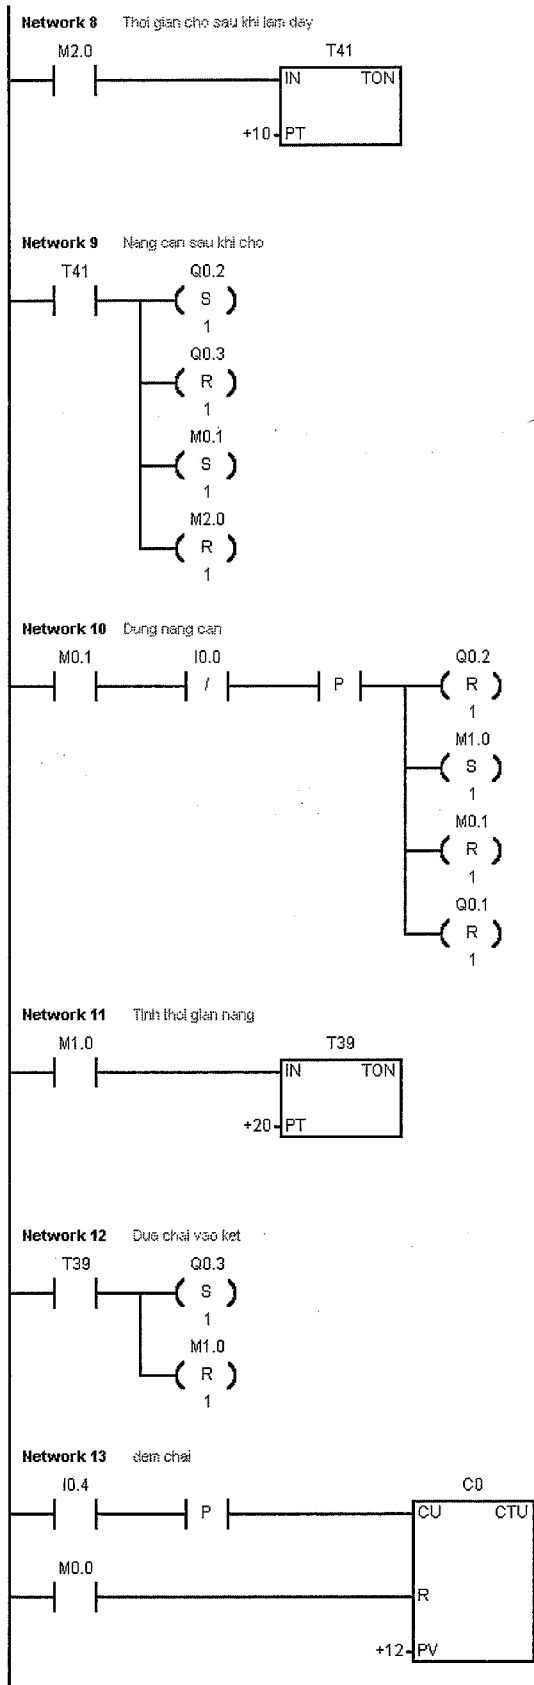 Network 8 Thoi gian cho sau khi lam day
M2.0 T41
IN TON
+10 PT
Network 9 Nang can sau khi cho
T41 Q0.2
S
1
Q0.3
R
1
M0.1
S
1
M2.0
R
1
Network 10 Dung nang can
M0.1 I0.0 Q0.2
/ P R
1
M1.0
S
1
M0.1
R
1
Q0.1
R
1
Network 11 Tinh thoi gian nang
M1.0 T39
IN TON
+20 PT
Network 12 Dua chai vao ket
T39 Q0.3
S
1
M1.0
R
1
Network 13 dem chai
I0.4 C0
P CU CTU
M0.0
R
+12 PV